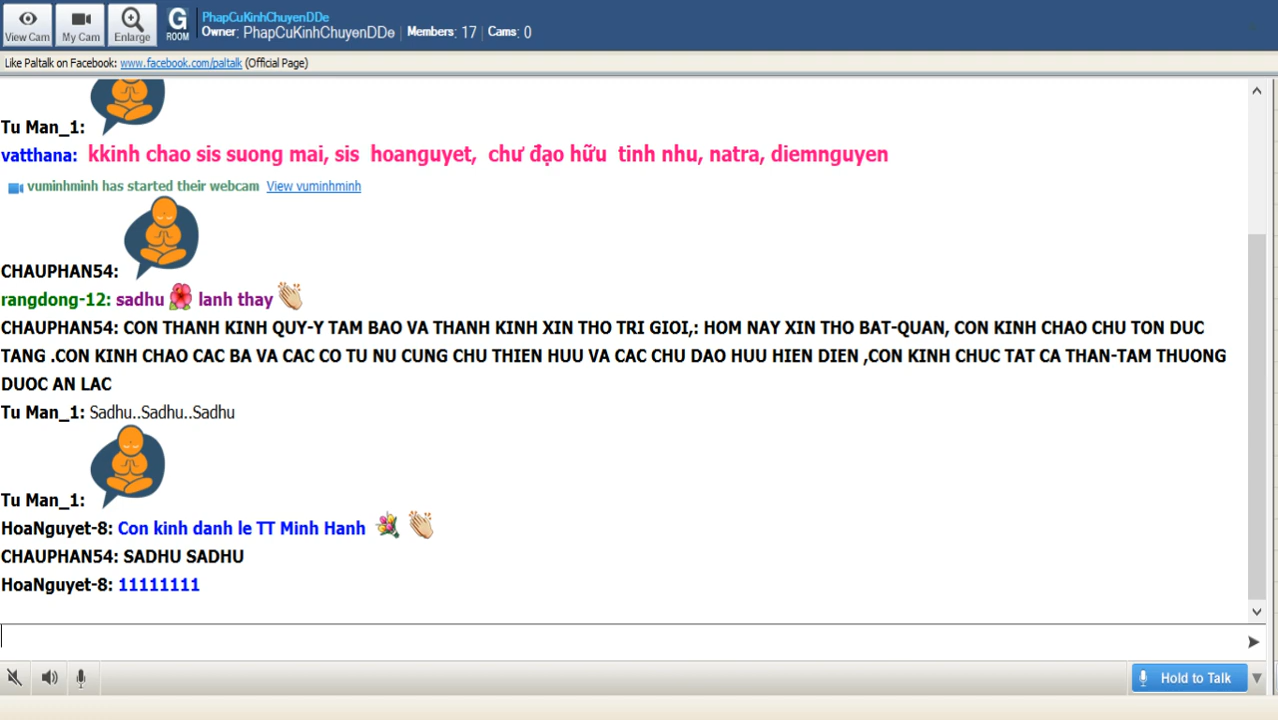 View Cam
My Cam
Enlarge
G
ROOM
PhapCuKinhChuyenDDe
Owner: PhapCuKinhChuyenDDe | Members: 17 | Cams: 0
Like Paltalk on Facebook: www.facebook.com/paltalk (Official Page)
Tu Man_1:
vatthana: kkinh chao sis suong mai, sis hoanguyet, chư đạo hữu tinh nhu, natra, diemnguyen
vuminhminh has started their webcam View vuminhminh
CHAUPHAN54:
rangdong-12: sadhu lanh thay
CHAUPHAN54: CON THANH KINH QUY-Y TAM BAO VA THANH KINH XIN THO TRI GIOI,: HOM NAY XIN THO BAT-QUAN, CON KINH CHAO CHU TON DUC
TANG .CON KINH CHAO CAC BA VA CAC CO TU NU CUNG CHU THIEN HUU VA CAC CHU DAO HUU HIEN DIEN ,CON KINH CHUC TAT CA THAN-TAM THUONG
DUOC AN LAC
Tu Man_1: Sadhu..Sadhu..Sadhu
Tu Man_1:
HoaNguyet-8: Con kinh danh le TT Minh Hanh
CHAUPHAN54: SADHU SADHU
HoaNguyet-8: 11111111
Hold to Talk